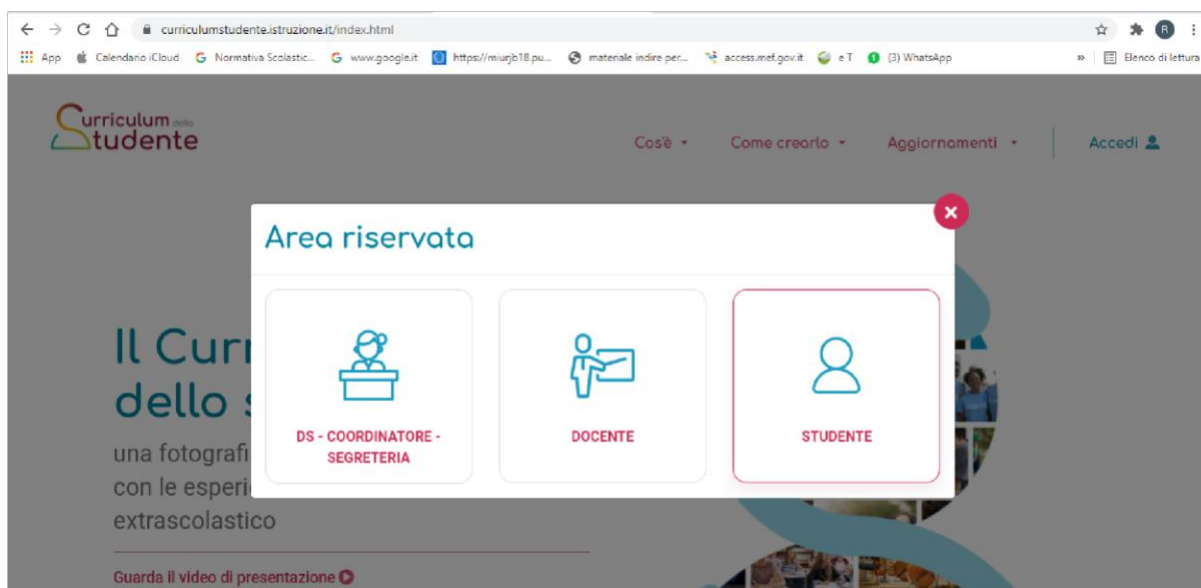 curriculumstudente.istruzione.it/index.html
App Calendario iCloud Normativa Scolastic... www.google.it https://miurjb18.pu... materiale indire per... access.mef.gov.it e T (3) WhatsApp » Elenco di lettura
Curriculum dello
Studente
Cos'è Come crearlo Aggiornamenti Accedi
Area riservata
Il Curr
dello s
DS - COORDINATORE -
SEGRETERIA
DOCENTE
STUDENTE
una fotografi
con le esperi
extrascolastico
Guarda il video di presentazione